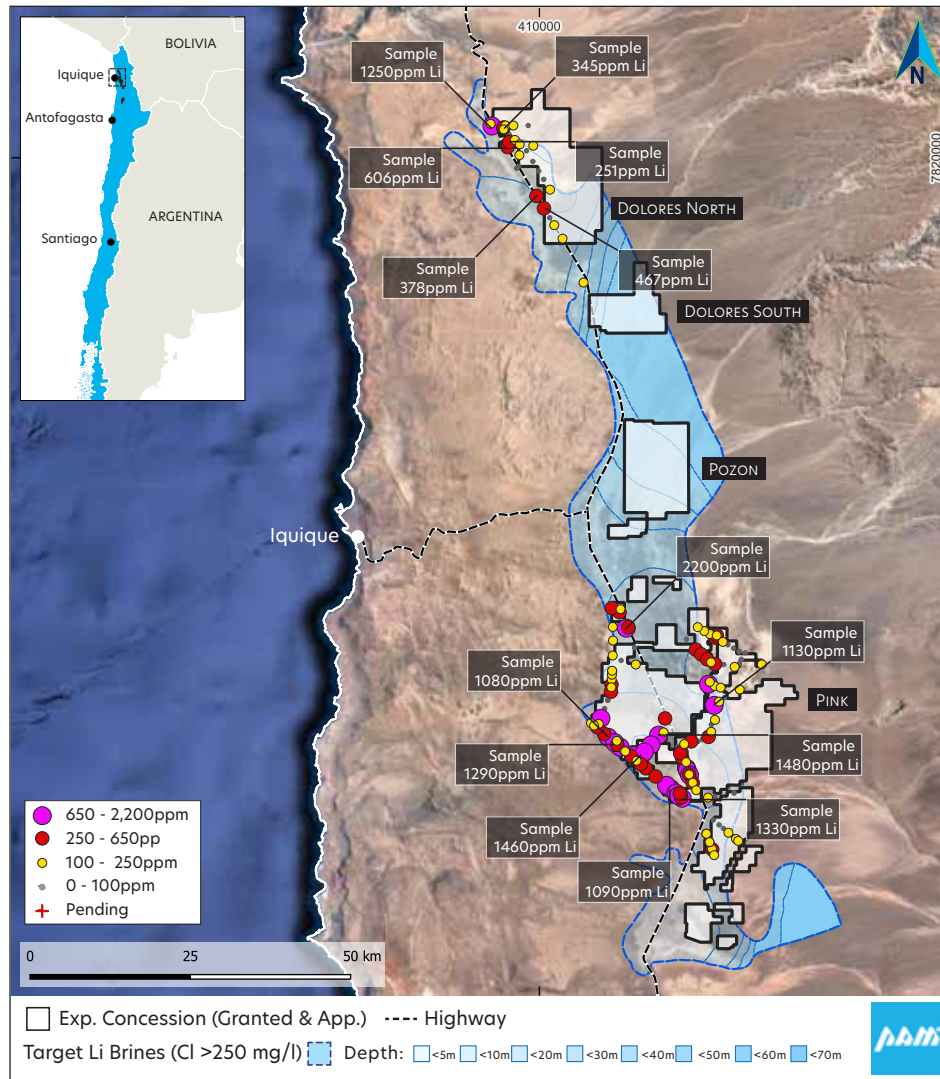 BOLIVIA
Iquique
Antofagasta
ARGENTINA
Santiago
410000
N
7820000
Sample
1250ppm Li
Sample
345ppm Li
Sample
606ppm Li
Sample
251ppm Li
DOLORES NORTH
Sample
378ppm Li
Sample
467ppm Li
DOLORES SOUTH
POZON
Iquique
Sample
2200ppm Li
Sample
1130ppm Li
Sample
1080ppm Li
PINK
Sample
1290ppm Li
Sample
1480ppm Li
Sample
1460ppm Li
Sample
1330ppm Li
Sample
1090ppm Li
650 - 2,200ppm
250 - 650pp
100 - 250ppm
0 - 100ppm
Pending
0 25 50 km
Exp. Concession (Granted & App.) Highway
Target Li Brines (Cl >250 mg/l) Depth: <5m <10m <20m <30m <40m <50m <60m <70m
pam